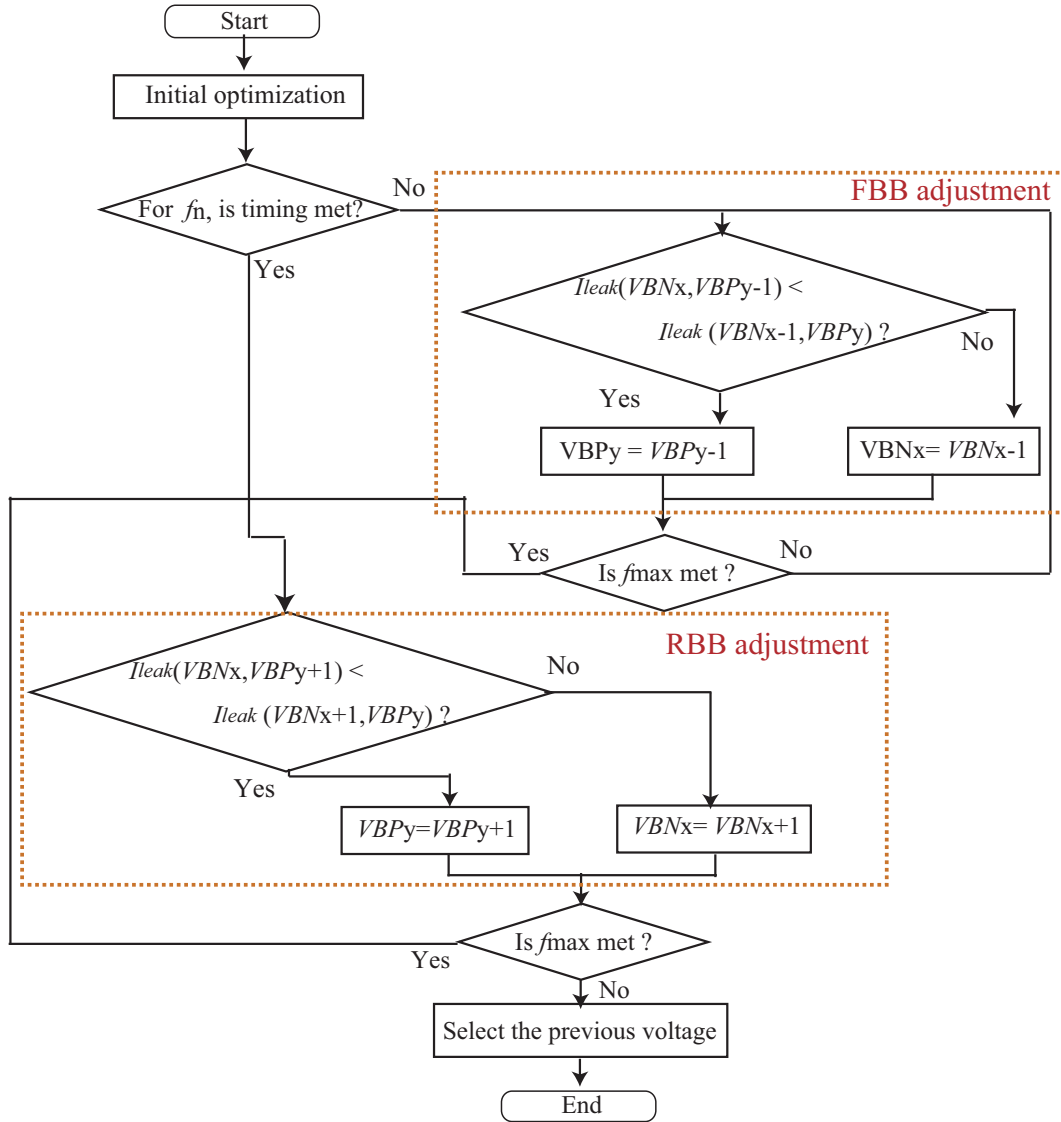 Start
Initial optimization
For fn, is timing met?
No
Yes
FBB adjustment
Ileak(VBNx,VBPy-1) <
Ileak (VBNx-1,VBPy) ?
No
Yes
VBPy = VBPy-1
VBNx= VBNx-1
Yes
Is fmax met ?
No
RBB adjustment
Ileak(VBNx,VBPy+1) <
Ileak (VBNx+1,VBPy) ?
No
Yes
VBPy=VBPy+1
VBNx= VBNx+1
Is fmax met ?
Yes
No
Select the previous voltage
End